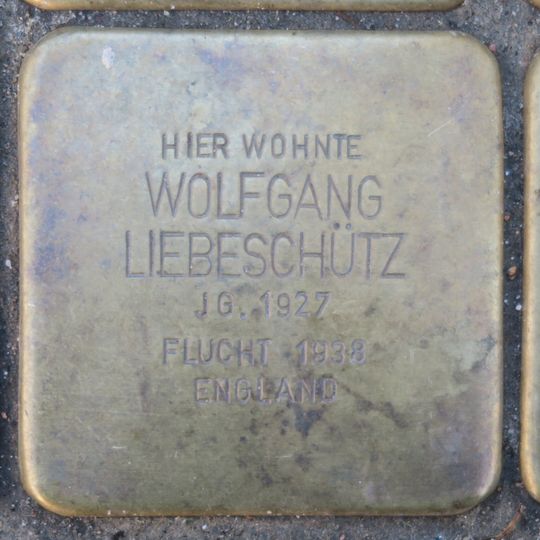 HIER WOHNTE
WOLFGANG
LIEBESCHÜTZ
JG. 1927
FLUCHT 1938
ENGLAND